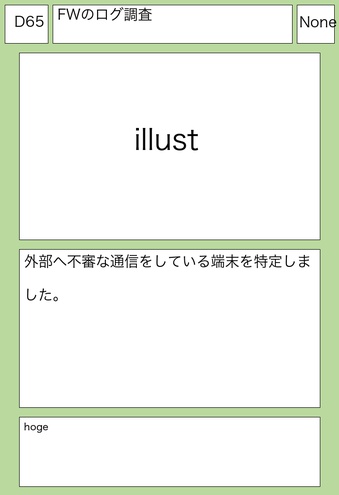 D65
FWのログ調査
None
illust
外部へ不審な通信をしている端末を特定しま
した。
hoge